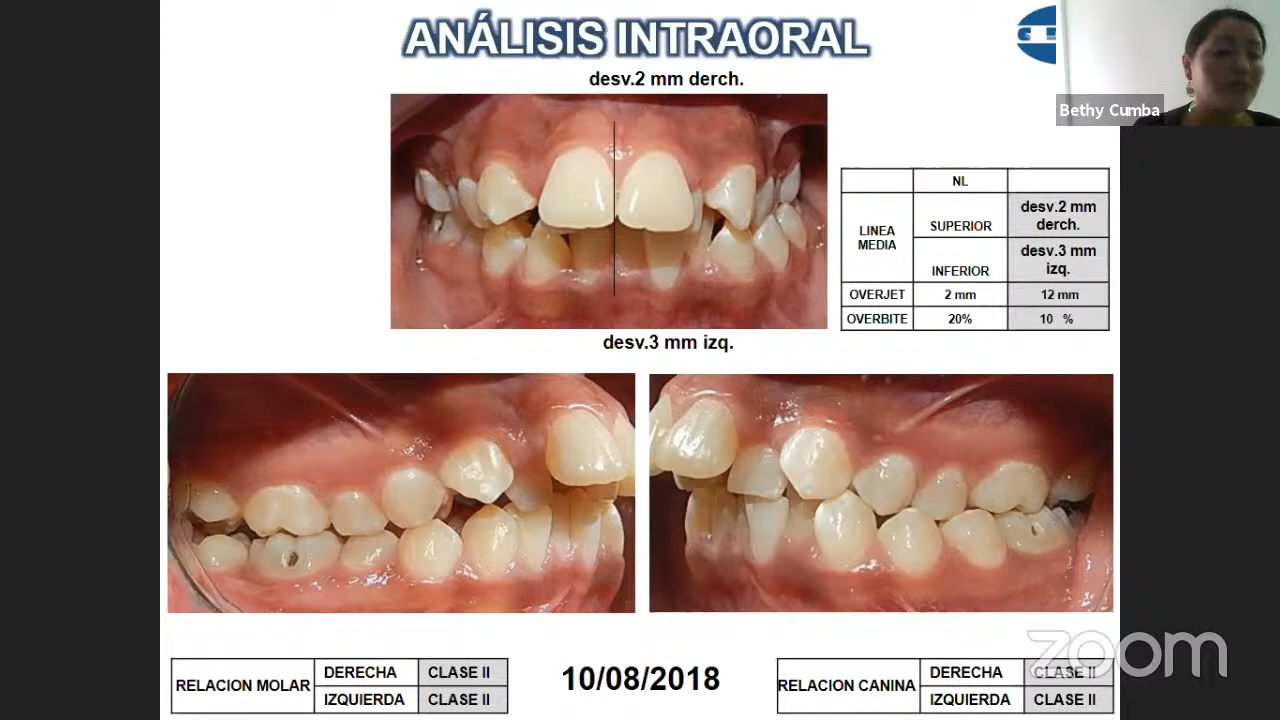 ANÁLISIS INTRAORAL
desv.2 mm derch.
Bethy Cumba
NL
LINEA MEDIA
SUPERIOR
desv.2 mm derch.
INFERIOR
desv.3 mm izq.
OVERJET 2 mm 12 mm
OVERBITE 20% 10 %
desv.3 mm izq.
RELACION MOLAR
DERECHA CLASE II
IZQUIERDA CLASE II
10/08/2018
RELACION CANINA
DERECHA CLASE II
IZQUIERDA CLASE II
zoom